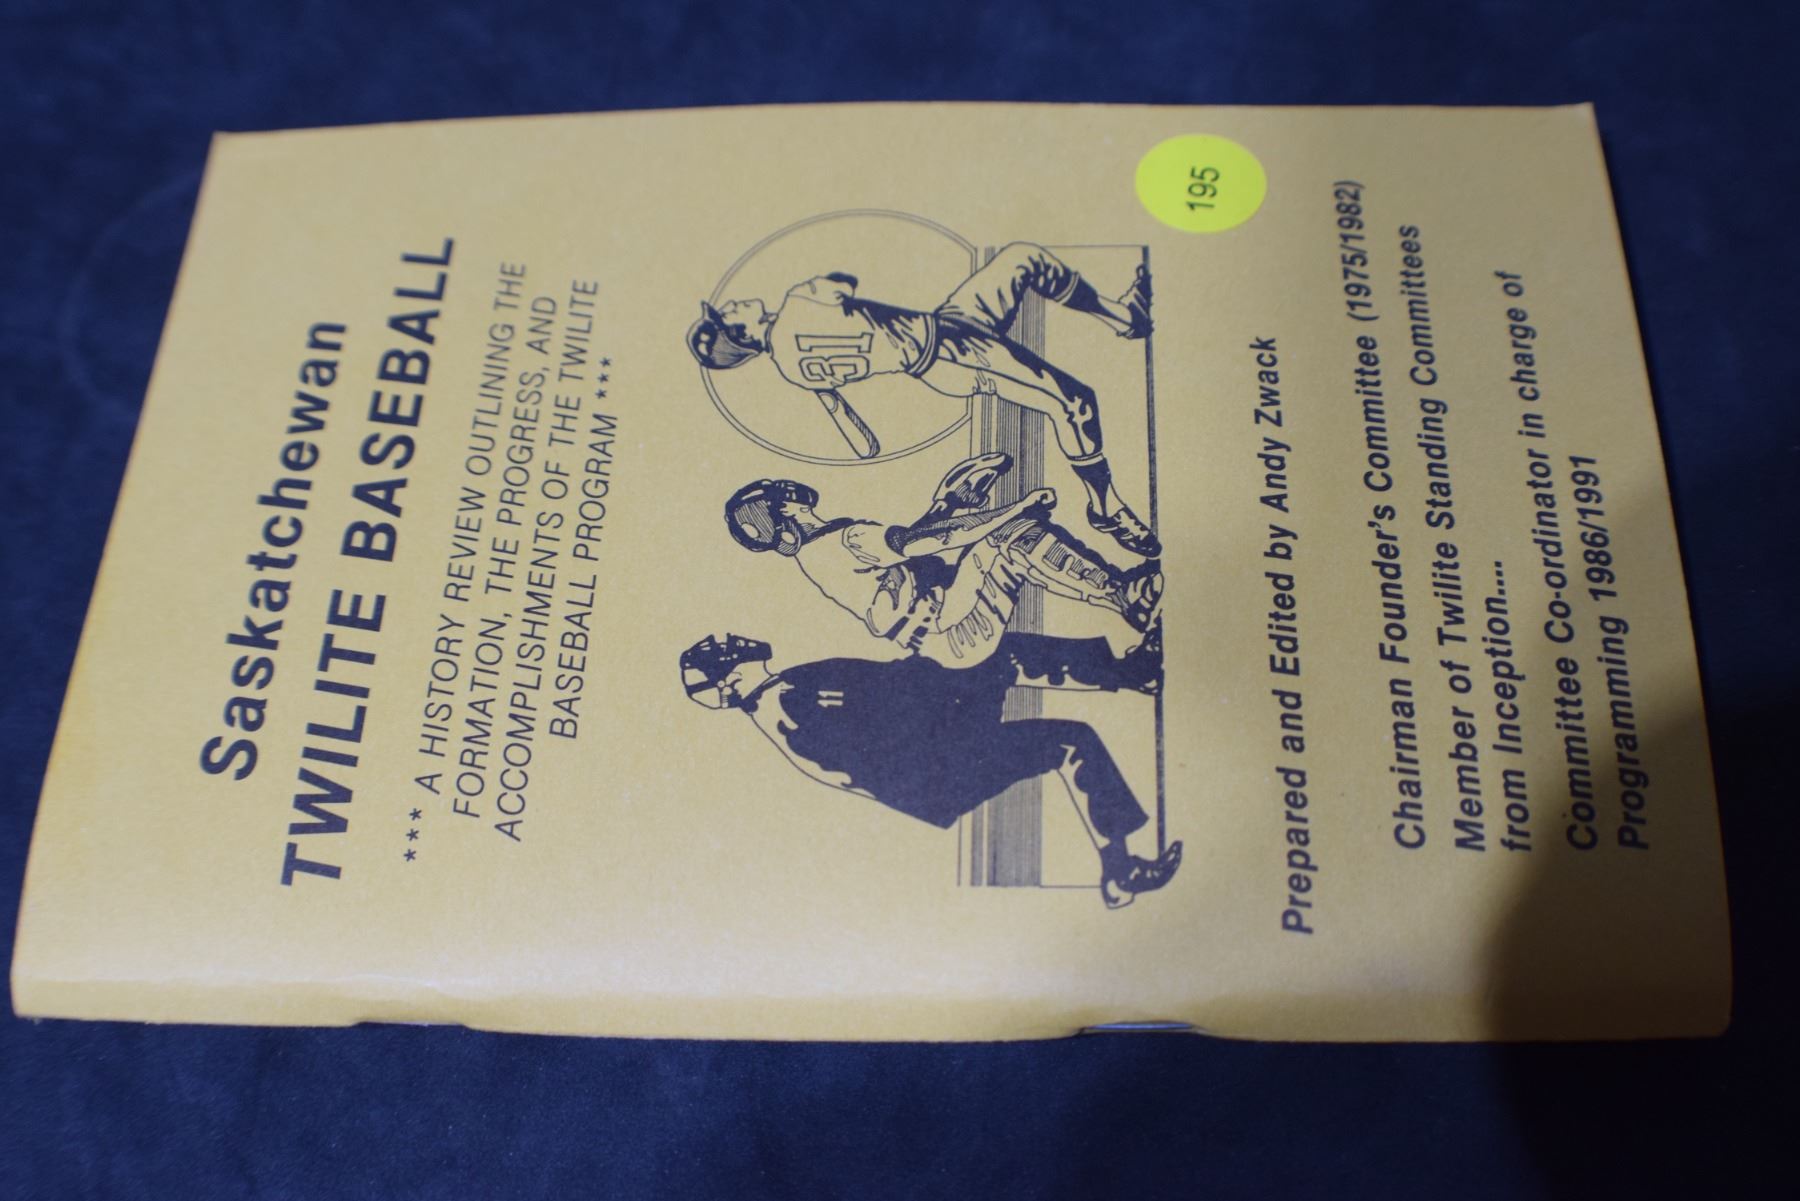 Saskatchewan
TWILITE BASEBALL
*** A HISTORY REVIEW OUTLINING THE
FORMATION, THE PROGRESS, AND
ACCOMPLISHMENTS OF THE TWILITE
BASEBALL PROGRAM ***
11
31
195
Prepared and Edited by Andy Zwack
Chairman Founder's Committee (1975/1982)
Member of Twilite Standing Committees
from Inception....
Committee Co-ordinator in charge of
Programming 1986/1991